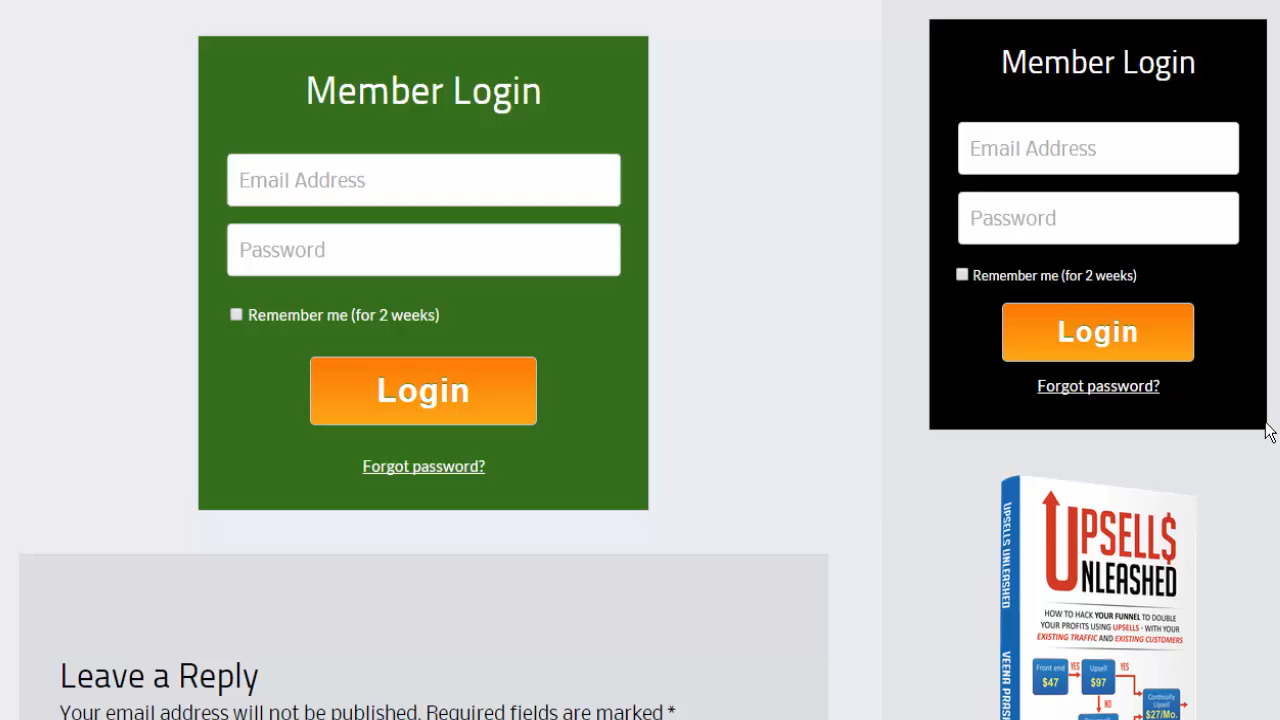 Member Login
Email Address
Password
Remember me (for 2 weeks)
Login
Forgot password?
Leave a Reply
Your email address will not be published. Required fields are marked *
Member Login
Email Address
Password
Remember me (for 2 weeks)
Login
Forgot password?
UPSELLS UNLEASHED
UPSELL$
UNLEASHED
HOW TO HACK YOUR FUNNEL TO DOUBLE
YOUR PROFITS USING UPSELLS - WITH YOUR
EXISTING TRAFFIC AND EXISTING CUSTOMERS
Front end
$47
YES
Upsell
$97
YES
NO
Continuity
Upsell
$27/Mo.
VEENA PRAS